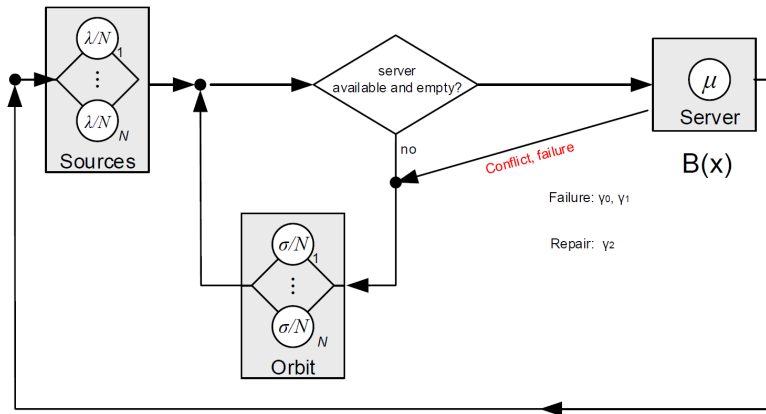 λ/N
1
⋮
λ/N
N
Sources
server
available and empty?
no
μ
Server
B(x)
Conflict, failure
Failure: γ0, γ1
Repair: γ2
σ/N
1
⋮
σ/N
N
Orbit